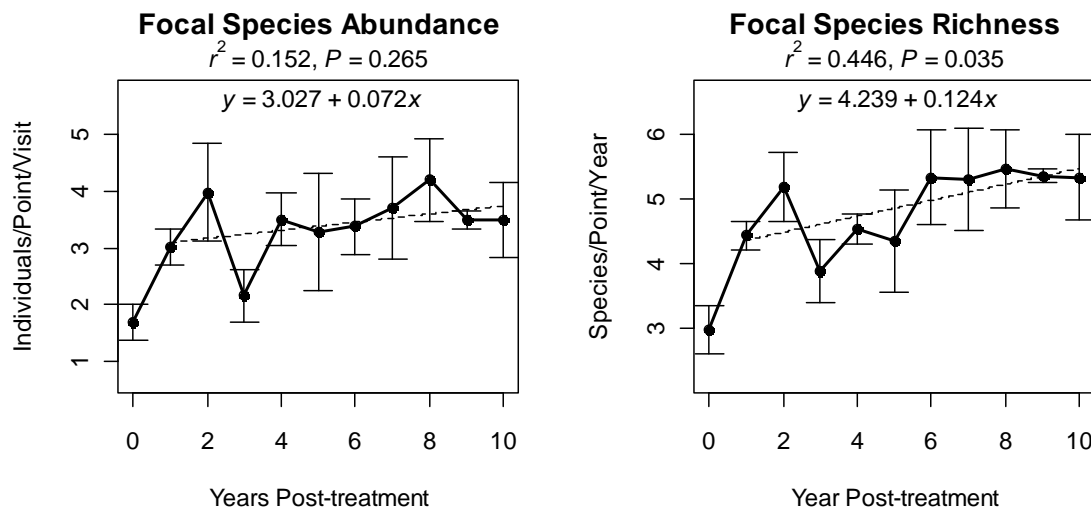 Focal Species Abundance
r² = 0.152, P = 0.265
y = 3.027 + 0.072x
Individuals/Point/Visit
5
4
3
2
1
0 2 4 6 8 10
Years Post-treatment
Focal Species Richness
r² = 0.446, P = 0.035
y = 4.239 + 0.124x
Species/Point/Year
6
5
4
3
0 2 4 6 8 10
Year Post-treatment